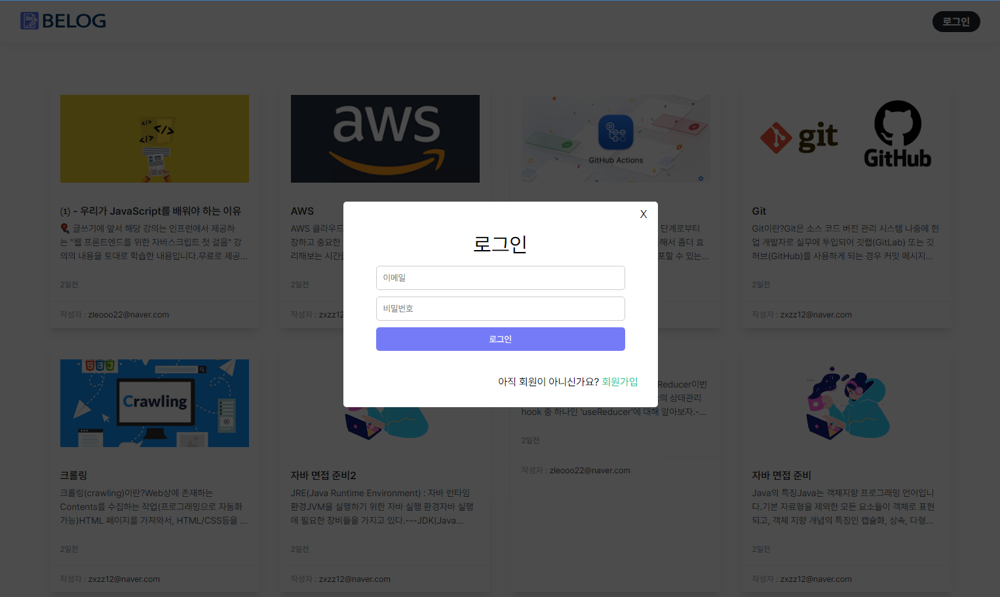 BELOG
로그인
aws
GitHub Actions
git
GitHub
(1) - 우리가 JavaScript를 배워야 하는 이유
글쓰기에 앞서 해당 강의는 인프런에서 제공하
는 "웹 프론트엔드를 위한 자바스크립트 첫 걸음" 강
의의 내용을 토대로 학습한 내용입니다.무료로 제공...
2일전
작성자 : zleooo22@naver.com
AWS
AWS 클라우드
장하고 중요한
리해보는 시간을
2일전
작성자 : zxzz12
단계로부터
해서 좀더 효
포할 수 있는...
Git
Git이란?Git은 소스 코드 버전 관리 시스템 나중에 현
업 개발자로 실무에 투입되어 깃랩(GitLab) 또는 깃
허브(GitHub)를 사용하게 되는 경우 커밋 메시지...
2일전
작성자 : zxzz12@naver.com
X
로그인
이메일
비밀번호
로그인
아직 회원이 아니신가요? 회원가입
Crawling
크롤링
크롤링(crawling)이란?Web상에 존재하는
Contents를 수집하는 작업(프로그래밍으로 자동화
가능)HTML 페이지를 가져와서, HTML/CSS등을 ...
2일전
작성자 : zxzz12@naver.com
자바 면접 준비2
JRE(Java Runtime Environment) : 자바 런타임
환경JVM을 실행하기 위한 자바 실행 환경자바 실행
에 필요한 장비들을 가지고 있다.---JDK(Java...
2일전
작성자 : zxzz12@naver.com
Reducer이번
의 상태관리
hook 중 하나인 'useReducer'에 대해 알아보자.-...
2일전
작성자 : zleooo22@naver.com
자바 면접 준비
Java의 특징Java는 객체지향 프로그래밍 언어입니
다.기본 자료형을 제외한 모든 요소들이 객체로 표현
되고, 객체 지향 개념의 특징인 캡슐화, 상속, 다형...
2일전
작성자 : zxzz12@naver.com